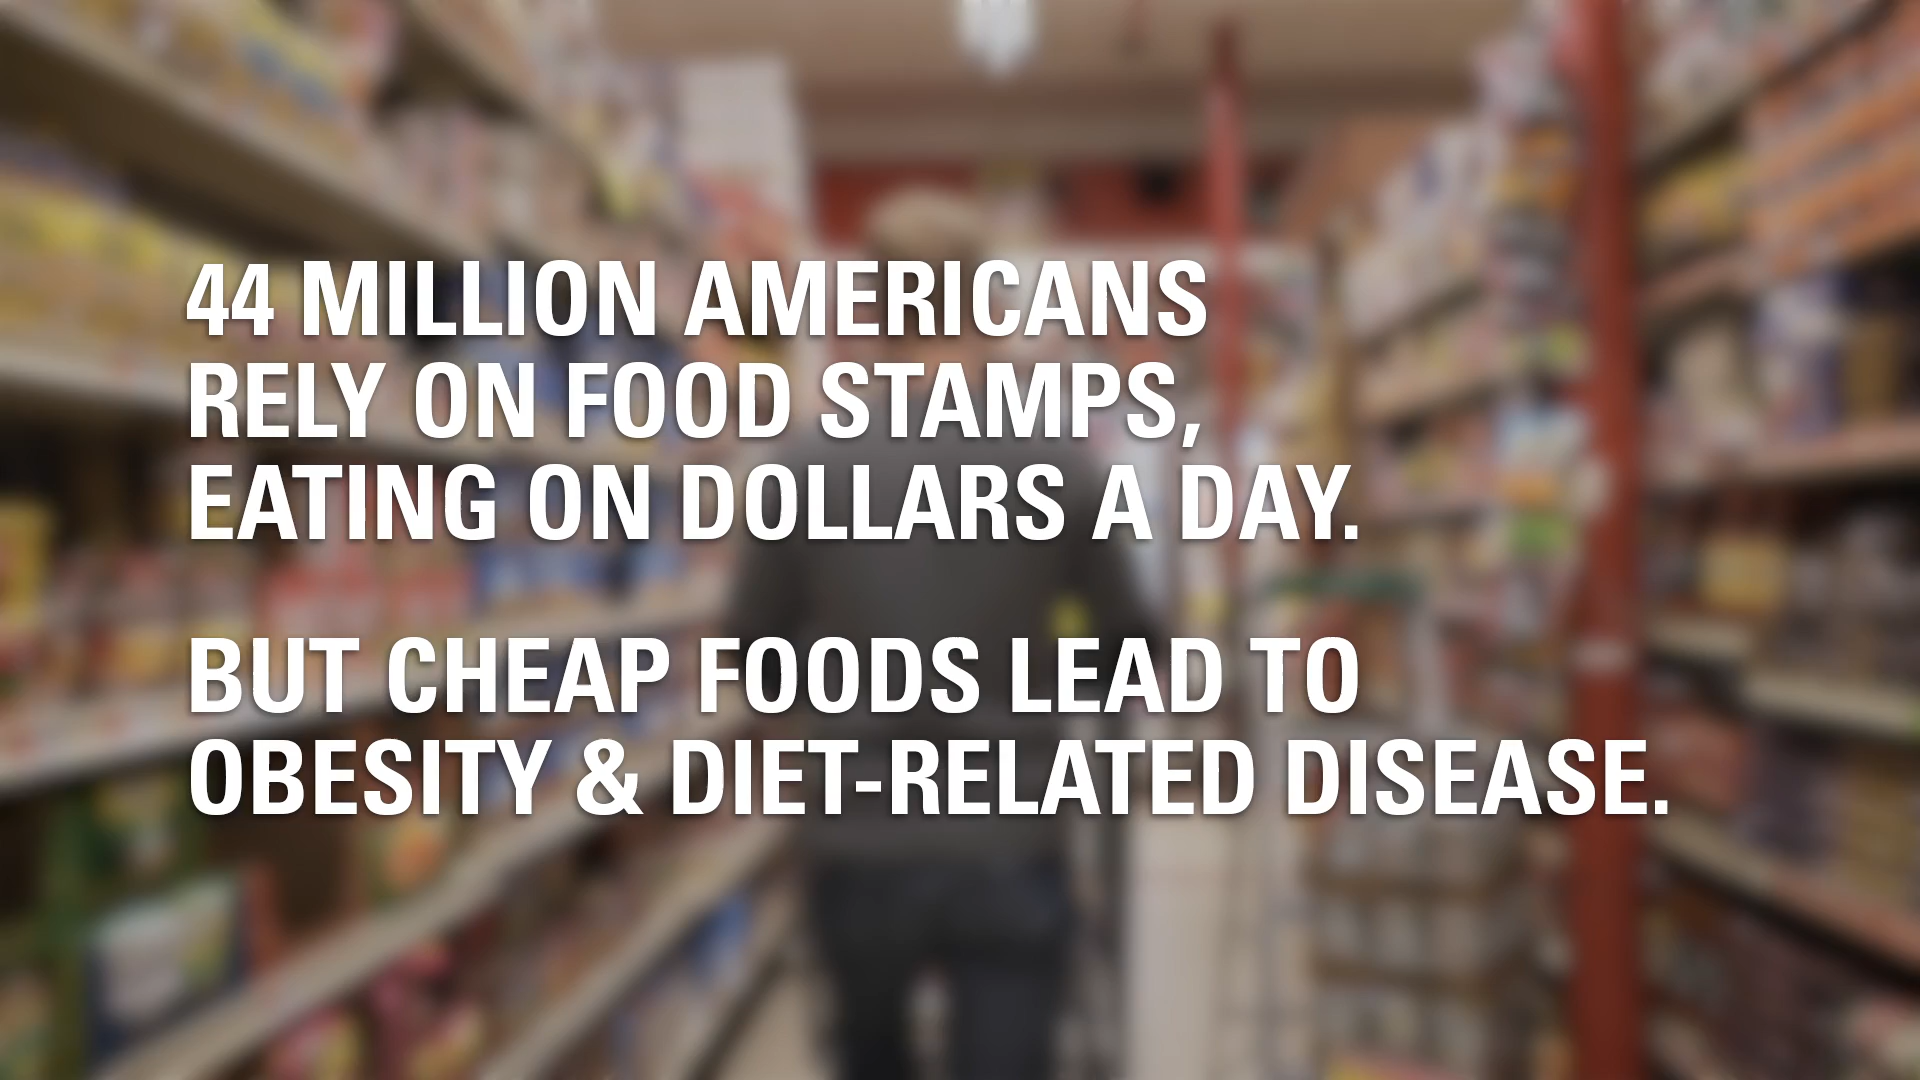 44 MILLION AMERICANS
RELY ON FOOD STAMPS,
EATING ON DOLLARS A DAY.
BUT CHEAP FOODS LEAD TO
OBESITY & DIET-RELATED DISEASE.